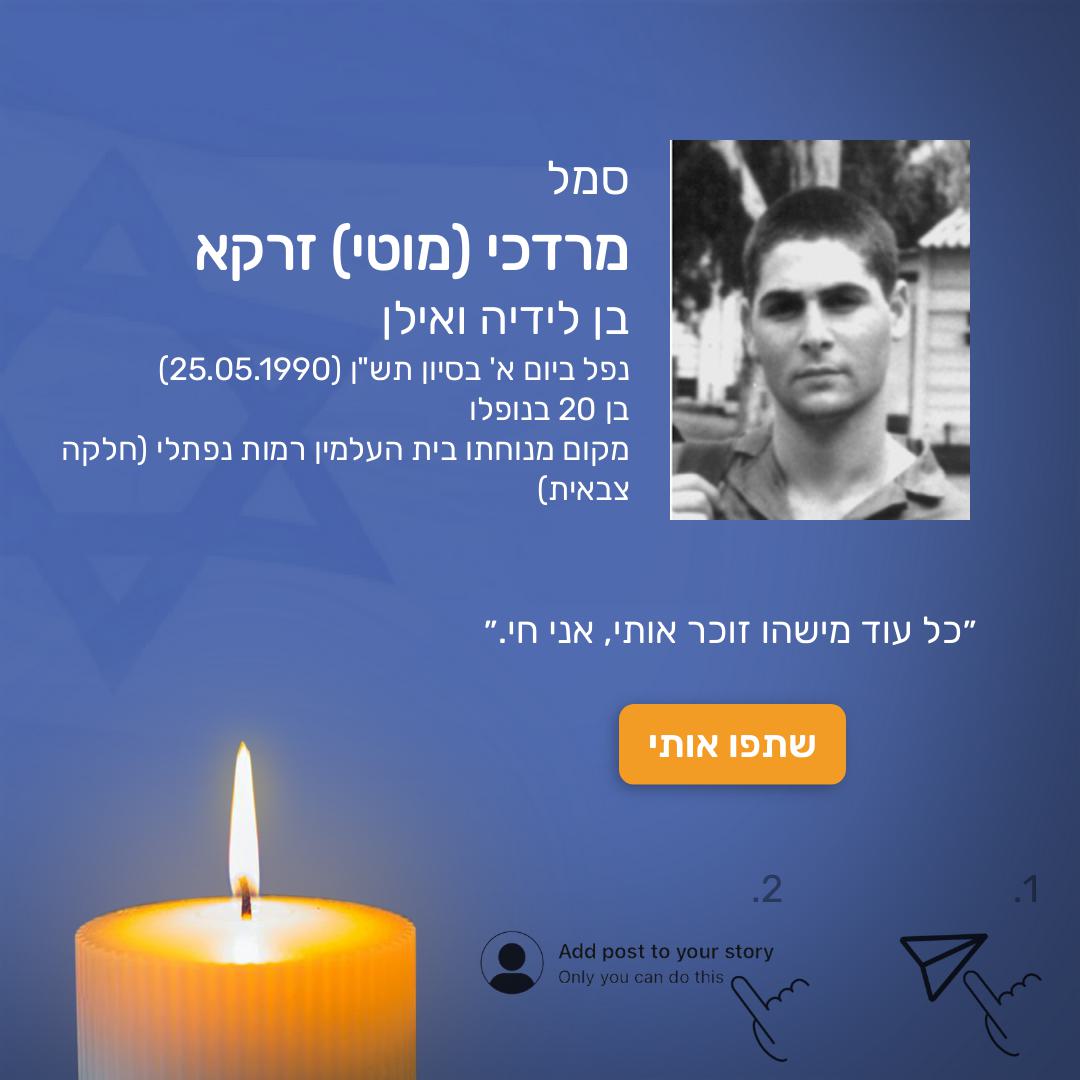 סמל
מרדכי (מוטי) זרקא
בן לידיה ואילן
נפל ביום א' בסיון תש"ן (25.05.1990)
בן 20 בנופלו
מקום מנוחתו בית העלמין רמות נפתלי (חלקה
צבאית)
״כל עוד מישהו זוכר אותי, אני חי.״
שתפו אותי
1.
2.
Add post to your story
Only you can do this